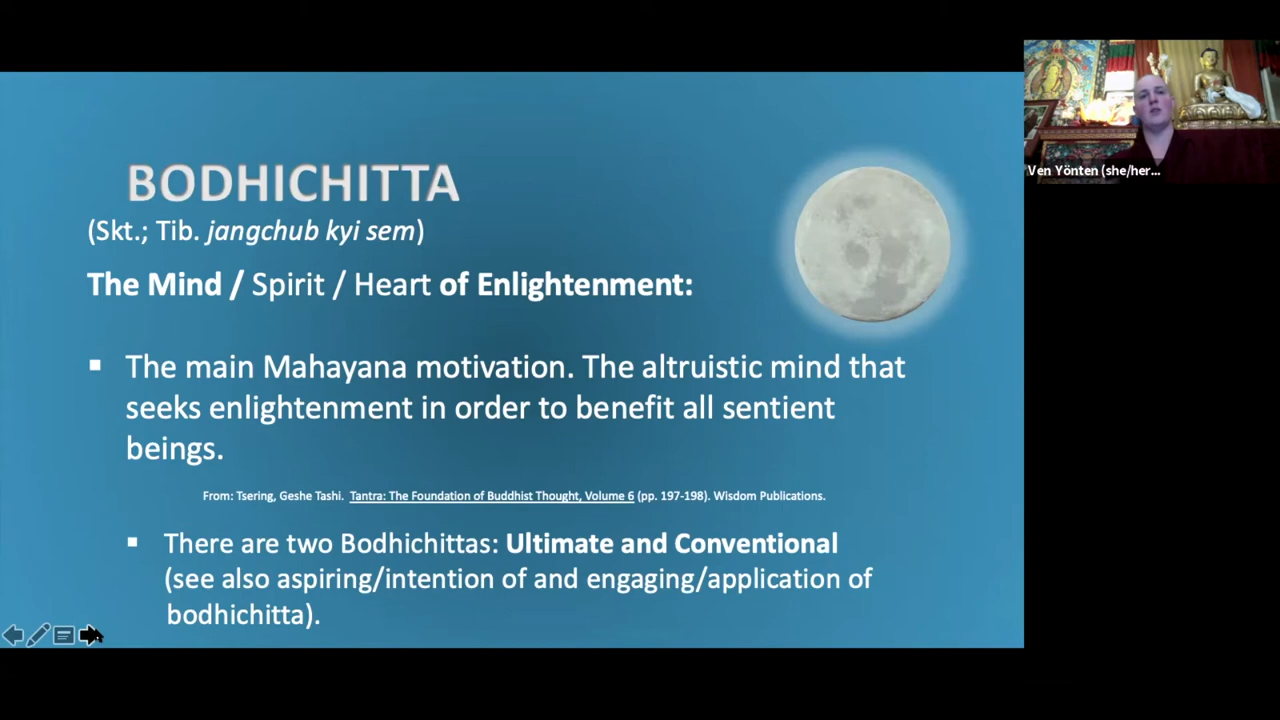 BODHICHITTA
(Skt.; Tib. jangchub kyi sem)
The Mind / Spirit / Heart of Enlightenment:
▪ The main Mahayana motivation. The altruistic mind that
seeks enlightenment in order to benefit all sentient
beings.
From: Tsering, Geshe Tashi. Tantra: The Foundation of Buddhist Thought, Volume 6 (pp. 197-198). Wisdom Publications.
▪ There are two Bodhichittas: Ultimate and Conventional
(see also aspiring/intention of and engaging/application of
bodhichitta).
Ven Yönten (she/her...